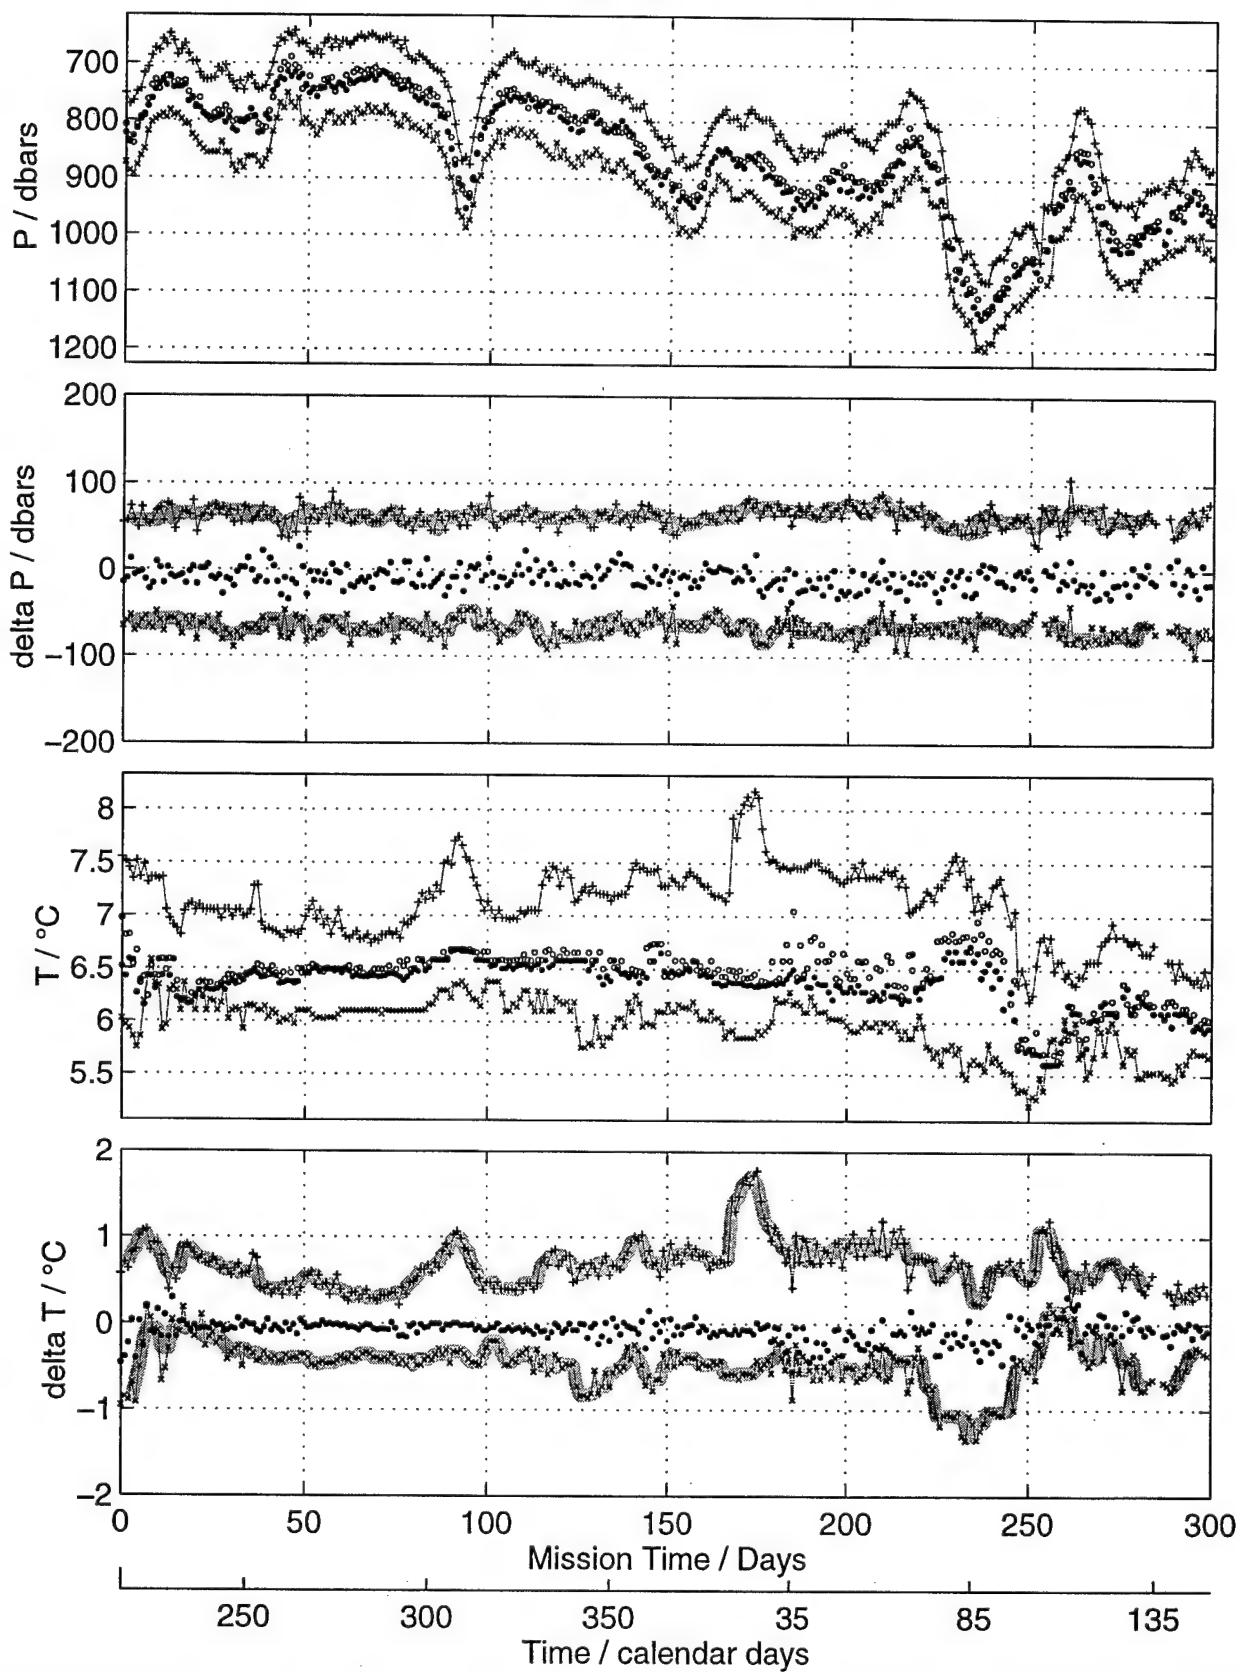 700
800
900
1000
1100
1200
P / dbars
200
100
0
−100
−200
delta P / dbars
8
7.5
7
6.5
6
5.5
T / °C
2
1
0
−1
−2
delta T / °C
0 50 100 150 200 250 300
Mission Time / Days
250 300 350 35 85 135
Time / calendar days